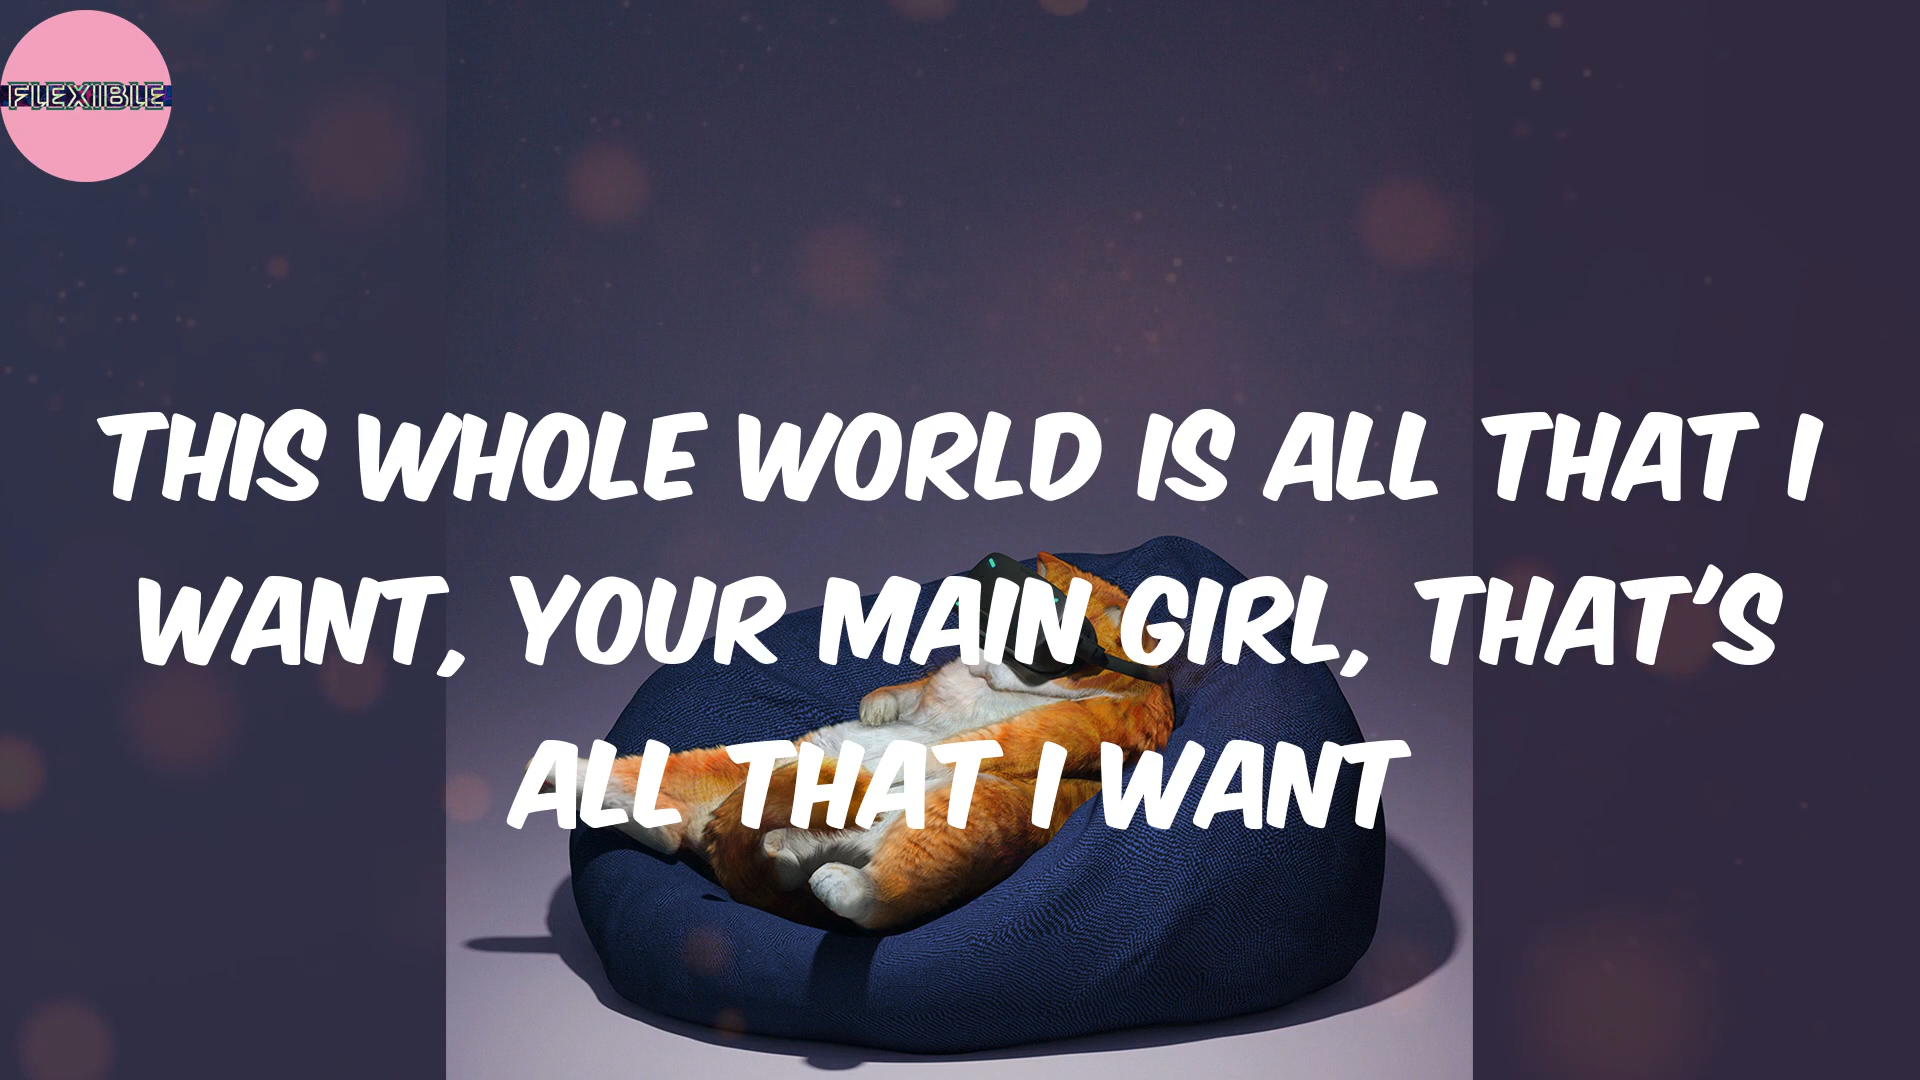 FLEXIBLE
THIS WHOLE WORLD IS ALL THAT I
WANT, YOUR MAIN GIRL, THAT'S
ALL THAT I WANT